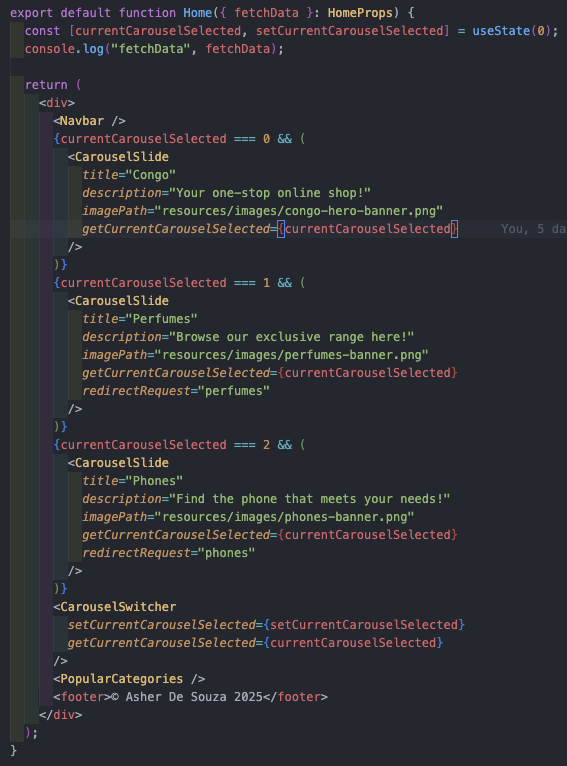 export default function Home({ fetchData }: HomeProps) {
  const [currentCarouselSelected, setCurrentCarouselSelected] = useState(0);
  console.log("fetchData", fetchData);

  return (
    <div>
      <Navbar />
      {currentCarouselSelected === 0 && (
        <CarouselSlide
          title="Congo"
          description="Your one-stop online shop!"
          imagePath="resources/images/congo-hero-banner.png"
          getCurrentCarouselSelected={currentCarouselSelected}      You, 5 da
        />
      )}
      {currentCarouselSelected === 1 && (
        <CarouselSlide
          title="Perfumes"
          description="Browse our exclusive range here!"
          imagePath="resources/images/perfumes-banner.png"
          getCurrentCarouselSelected={currentCarouselSelected}
          redirectRequest="perfumes"
        />
      )}
      {currentCarouselSelected === 2 && (
        <CarouselSlide
          title="Phones"
          description="Find the phone that meets your needs!"
          imagePath="resources/images/phones-banner.png"
          getCurrentCarouselSelected={currentCarouselSelected}
          redirectRequest="phones"
        />
      )}
      <CarouselSwitcher
        setCurrentCarouselSelected={setCurrentCarouselSelected}
        getCurrentCarouselSelected={currentCarouselSelected}
      />
      <PopularCategories />
      <footer>© Asher De Souza 2025</footer>
    </div>
  );
}